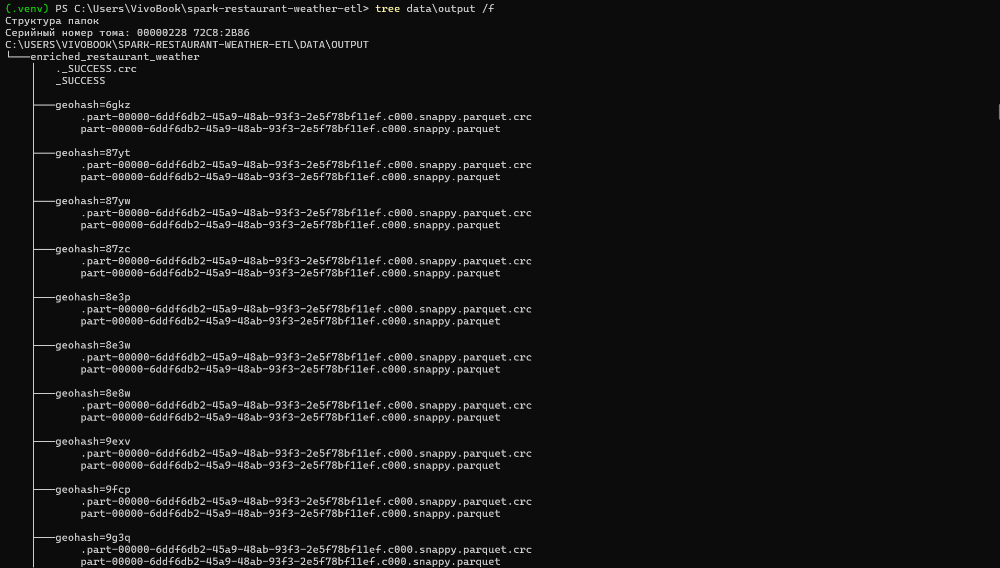 (.venv) PS C:\Users\VivoBook\spark-restaurant-weather-etl> tree data\output /f
Структура папок
Серийный номер тома: 00000228 72C8:2B86
C:\USERS\VIVOBOOK\SPARK-RESTAURANT-WEATHER-ETL\DATA\OUTPUT
└───enriched_restaurant_weather
    │   ._SUCCESS.crc
    │   _SUCCESS
    │
    ├───geohash=6gkz
    │       .part-00000-6ddf6db2-45a9-48ab-93f3-2e5f78bf11ef.c000.snappy.parquet.crc
    │       part-00000-6ddf6db2-45a9-48ab-93f3-2e5f78bf11ef.c000.snappy.parquet
    │
    ├───geohash=87yt
    │       .part-00000-6ddf6db2-45a9-48ab-93f3-2e5f78bf11ef.c000.snappy.parquet.crc
    │       part-00000-6ddf6db2-45a9-48ab-93f3-2e5f78bf11ef.c000.snappy.parquet
    │
    ├───geohash=87yw
    │       .part-00000-6ddf6db2-45a9-48ab-93f3-2e5f78bf11ef.c000.snappy.parquet.crc
    │       part-00000-6ddf6db2-45a9-48ab-93f3-2e5f78bf11ef.c000.snappy.parquet
    │
    ├───geohash=87zc
    │       .part-00000-6ddf6db2-45a9-48ab-93f3-2e5f78bf11ef.c000.snappy.parquet.crc
    │       part-00000-6ddf6db2-45a9-48ab-93f3-2e5f78bf11ef.c000.snappy.parquet
    │
    ├───geohash=8e3p
    │       .part-00000-6ddf6db2-45a9-48ab-93f3-2e5f78bf11ef.c000.snappy.parquet.crc
    │       part-00000-6ddf6db2-45a9-48ab-93f3-2e5f78bf11ef.c000.snappy.parquet
    │
    ├───geohash=8e3w
    │       .part-00000-6ddf6db2-45a9-48ab-93f3-2e5f78bf11ef.c000.snappy.parquet.crc
    │       part-00000-6ddf6db2-45a9-48ab-93f3-2e5f78bf11ef.c000.snappy.parquet
    │
    ├───geohash=8e8w
    │       .part-00000-6ddf6db2-45a9-48ab-93f3-2e5f78bf11ef.c000.snappy.parquet.crc
    │       part-00000-6ddf6db2-45a9-48ab-93f3-2e5f78bf11ef.c000.snappy.parquet
    │
    ├───geohash=9exv
    │       .part-00000-6ddf6db2-45a9-48ab-93f3-2e5f78bf11ef.c000.snappy.parquet.crc
    │       part-00000-6ddf6db2-45a9-48ab-93f3-2e5f78bf11ef.c000.snappy.parquet
    │
    ├───geohash=9fcp
    │       .part-00000-6ddf6db2-45a9-48ab-93f3-2e5f78bf11ef.c000.snappy.parquet.crc
    │       part-00000-6ddf6db2-45a9-48ab-93f3-2e5f78bf11ef.c000.snappy.parquet
    │
    ├───geohash=9g3q
    │       .part-00000-6ddf6db2-45a9-48ab-93f3-2e5f78bf11ef.c000.snappy.parquet.crc
    │       part-00000-6ddf6db2-45a9-48ab-93f3-2e5f78bf11ef.c000.snappy.parquet